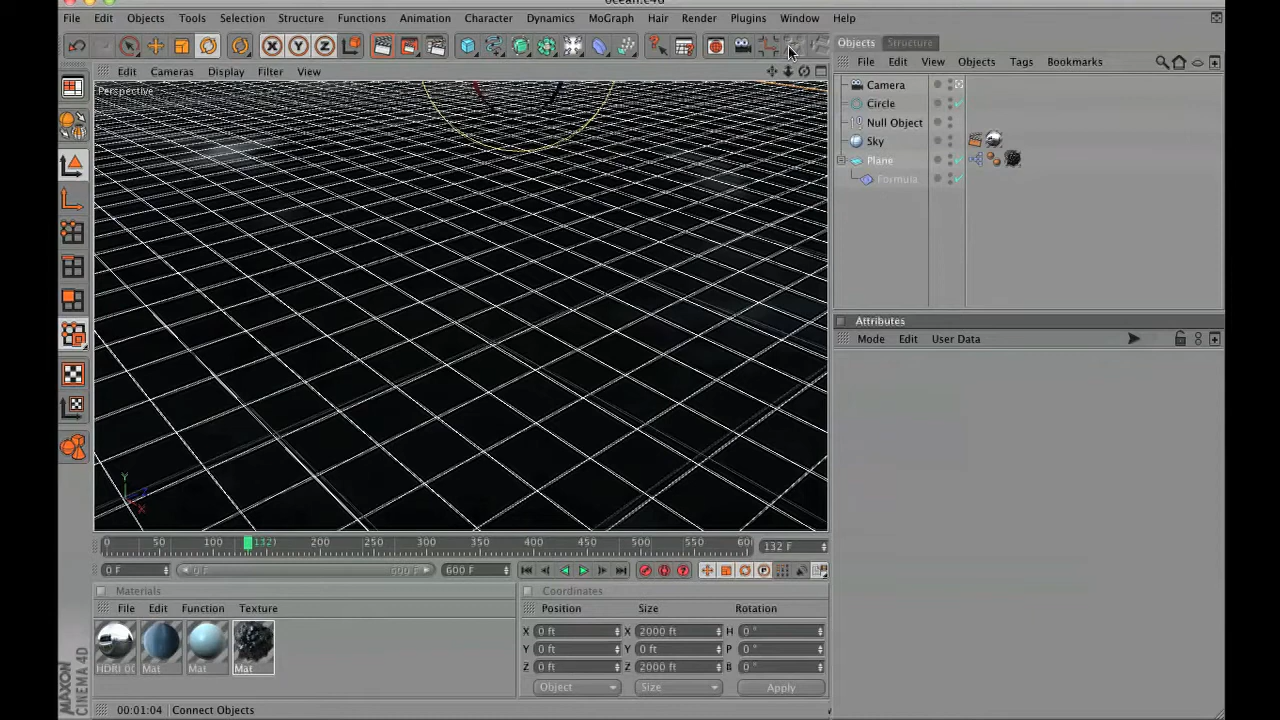 ocean.c4d
File Edit Objects Tools Selection Structure Functions Animation Character Dynamics MoGraph Hair Render Plugins Window Help
Objects Structure
File Edit View Objects Tags Bookmarks
Edit Cameras Display Filter View
Perspective
Camera
Circle
Null Object
Sky
Plane
Formula
Attributes
Mode Edit User Data
X Y Z
Y
X
0 50 100 132 200 250 300 350 400 450 500 550 60
132 F
0 F 0 F 600 F 600 F
Materials
File Edit Function Texture
HDRI 00 Mat Mat Mat
Coordinates
Position Size Rotation
X 0 ft X 2000 ft H 0 °
Y 0 ft Y 0 ft P 0 °
Z 0 ft Z 2000 ft B 0 °
Object Size Apply
MAXON CINEMA 4D
00:01:04 Connect Objects